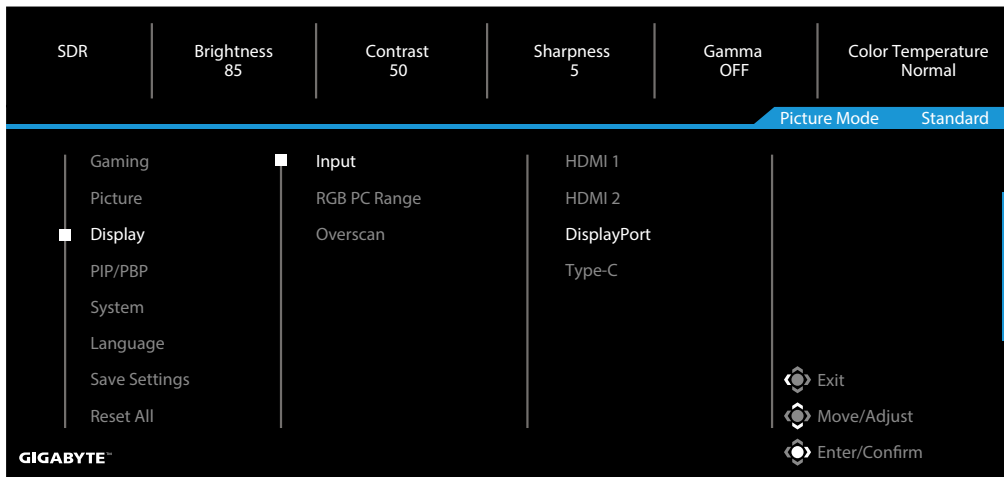 SDR Brightness Contrast Sharpness Gamma Color Temperature
85 50 5 OFF Normal
Picture Mode Standard
Gaming Input HDMI 1
Picture RGB PC Range HDMI 2
Display Overscan DisplayPort
PIP/PBP Type-C
System
Language
Save Settings Exit
Reset All Move/Adjust
GIGABYTE™ Enter/Confirm